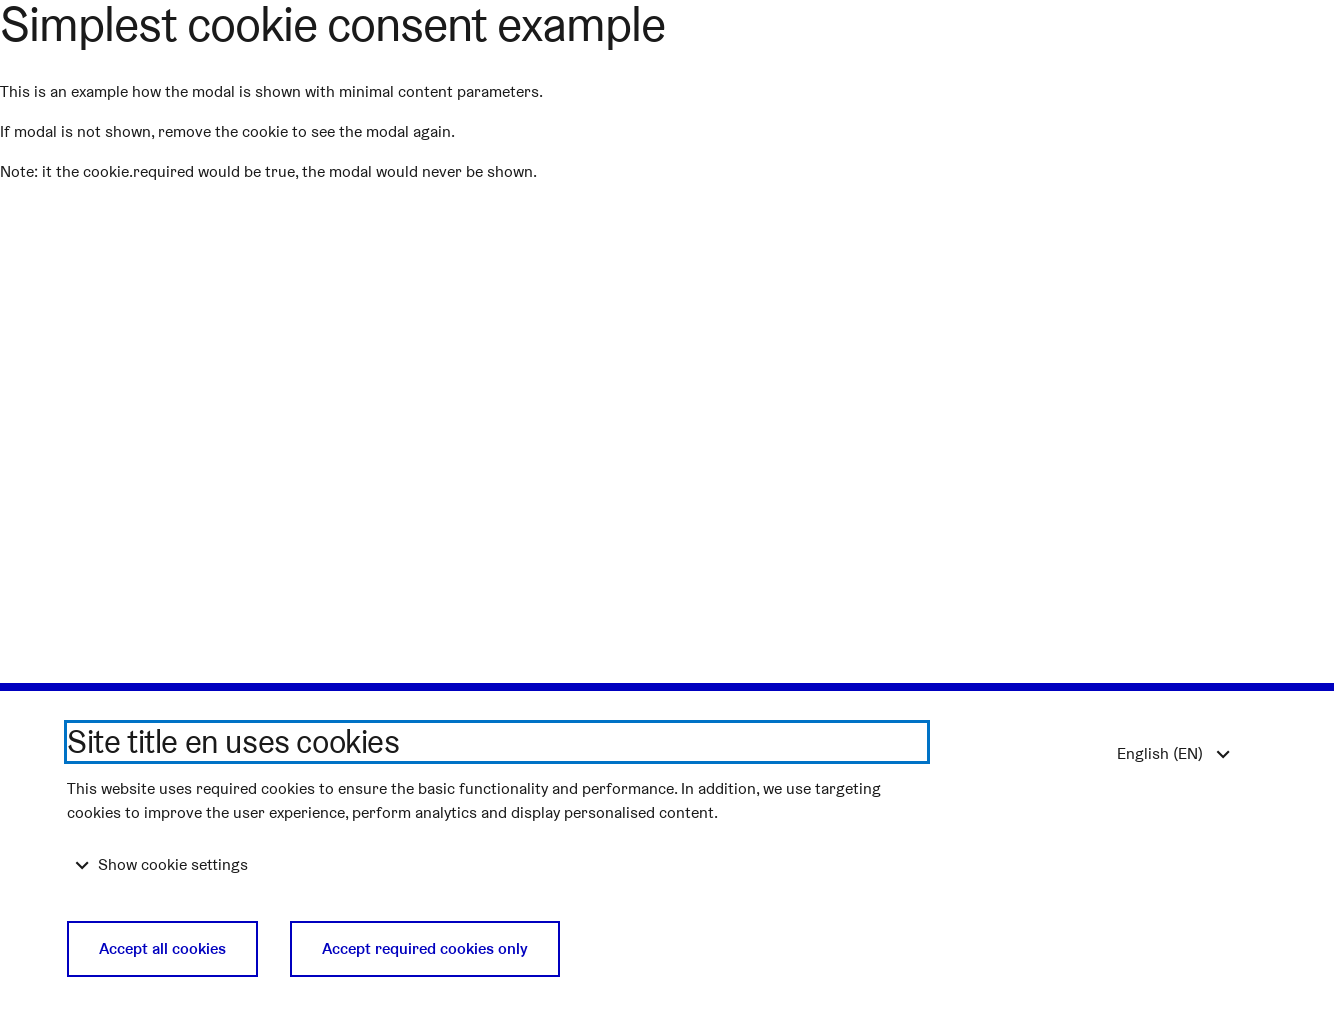 Simplest cookie consent example
This is an example how the modal is shown with minimal content parameters.
If modal is not shown, remove the cookie to see the modal again.
Note: it the cookie.required would be true, the modal would never be shown.
Site title en uses cookies
English (EN)
This website uses required cookies to ensure the basic functionality and performance. In addition, we use targeting
cookies to improve the user experience, perform analytics and display personalised content.
Show cookie settings
Accept all cookies
Accept required cookies only